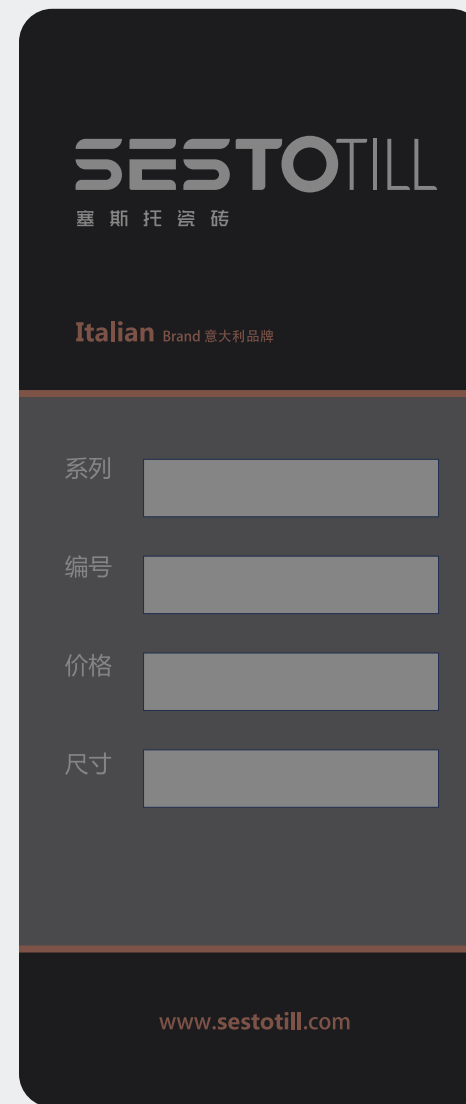 SESTOTILL
塞斯托瓷砖
Italian Brand 意大利品牌
系列
编号
价格
尺寸
www.sestotill.com